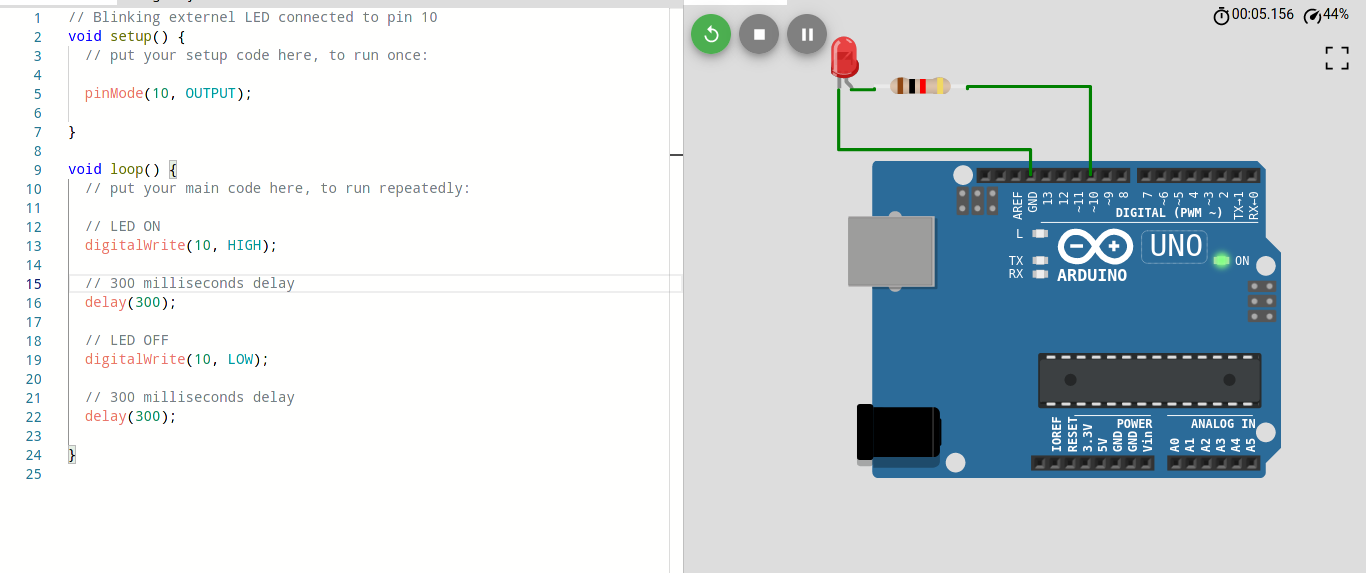 1 // Blinking externel LED connected to pin 10
2 void setup() {
3 // put your setup code here, to run once:
4
5 pinMode(10, OUTPUT);
6
7 }
8
9 void loop() {
10 // put your main code here, to run repeatedly:
11
12 // LED ON
13 digitalWrite(10, HIGH);
14
15 // 300 milliseconds delay
16 delay(300);
17
18 // LED OFF
19 digitalWrite(10, LOW);
20
21 // 300 milliseconds delay
22 delay(300);
23
24 }
25
00:05.156 44%
AREF GND 13 12 ~11 ~10 ~9 8 7 ~6 ~5 4 ~3 2 TX→1 RX←0
DIGITAL (PWM ~)
L
TX
RX
UNO
ON
ARDUINO
POWER
ANALOG IN
IOREF RESET 3.3V 5V GND GND Vin A0 A1 A2 A3 A4 A5